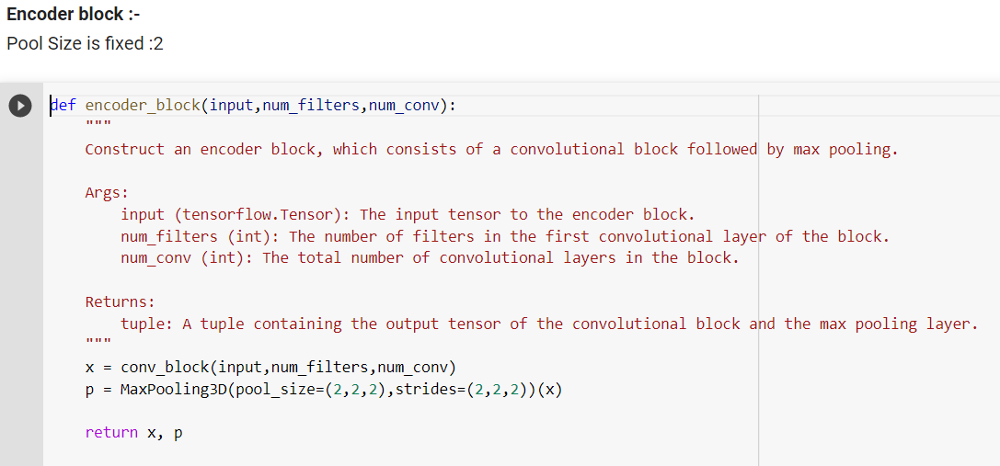 Encoder block :-
Pool Size is fixed :2
def encoder_block(input,num_filters,num_conv):
"""
Construct an encoder block, which consists of a convolutional block followed by max pooling.
Args:
input (tensorflow.Tensor): The input tensor to the encoder block.
num_filters (int): The number of filters in the first convolutional layer of the block.
num_conv (int): The total number of convolutional layers in the block.
Returns:
tuple: A tuple containing the output tensor of the convolutional block and the max pooling layer.
"""
x = conv_block(input,num_filters,num_conv)
p = MaxPooling3D(pool_size=(2,2,2),strides=(2,2,2))(x)
return x, p